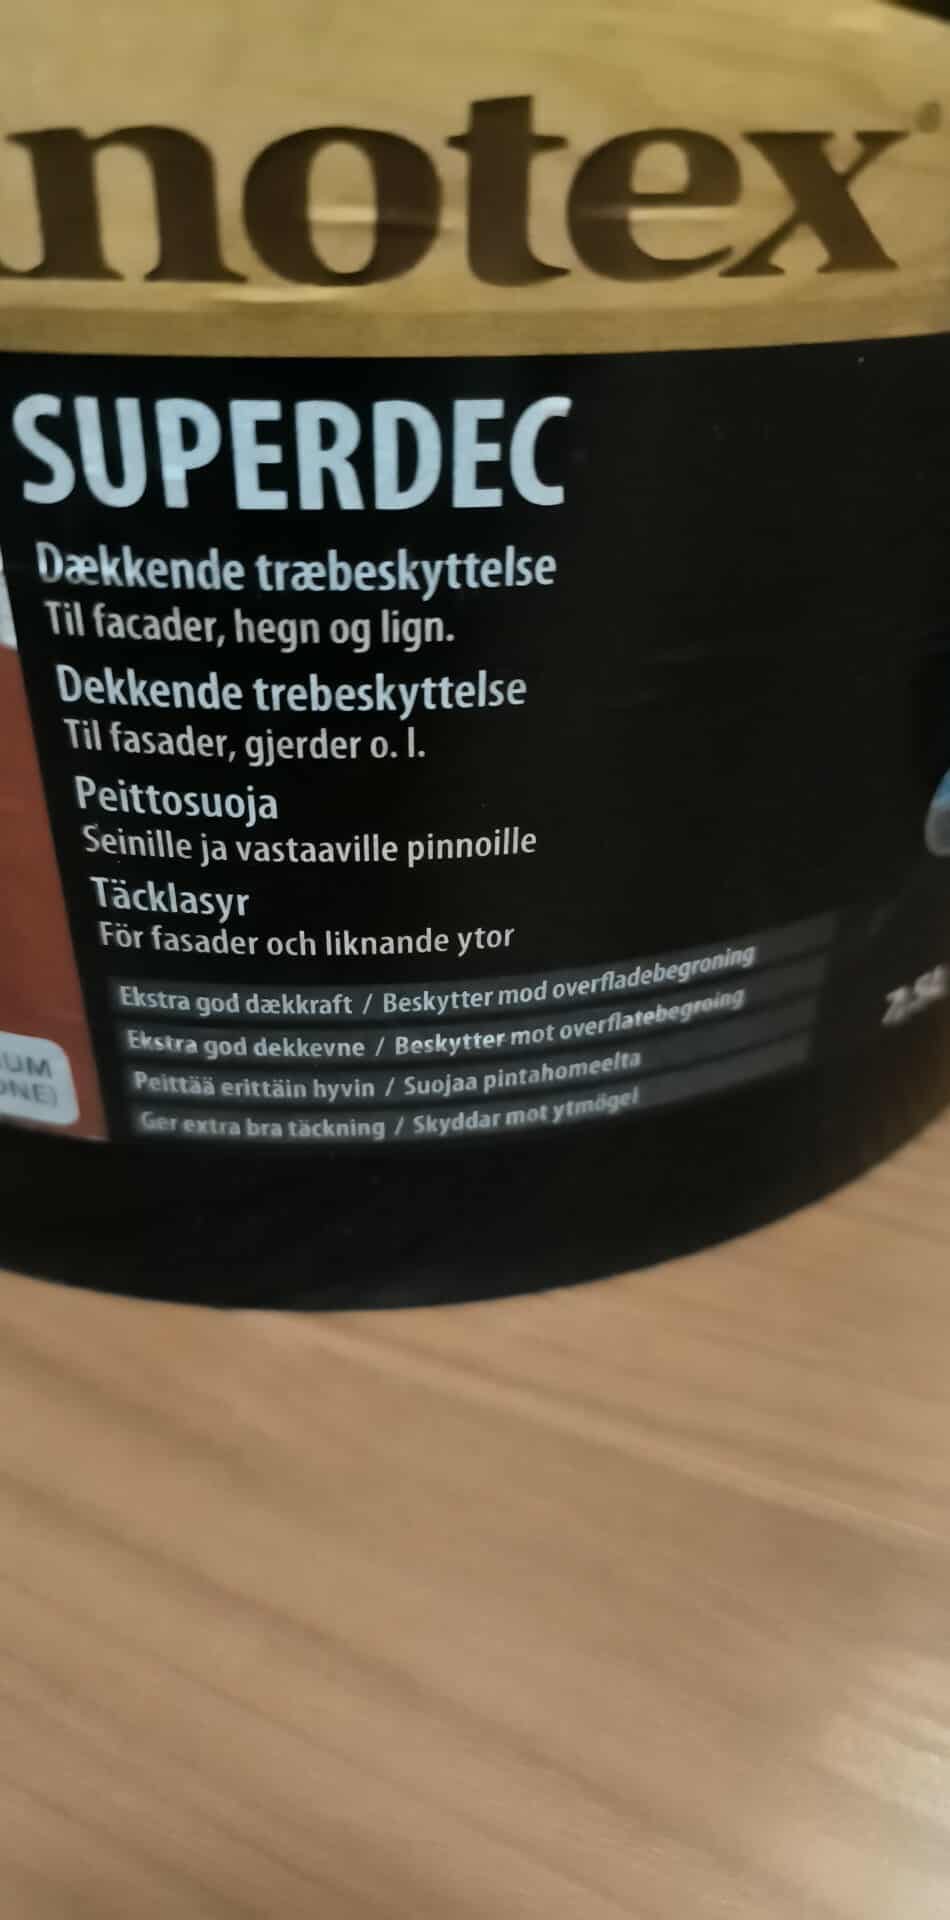 notex
SUPERDEC
Dækkende træbeskyttelse
Til facader, hegn og lign.
Dekkende trebeskyttelse
Til fasader, gjerder o. l.
Peittosuoja
Seinille ja vastaaville pinnoille
Täcklasyr
För fasader och liknande ytor
Ekstra god dækkraft / Beskytter mod overfladebegroning
Ekstra god dekkevne / Beskytter mot overflatebegroing
Peittää erittäin hyvin / Suojaa pintahomeelta
Ger extra bra täckning / Skyddar mot ytmögel